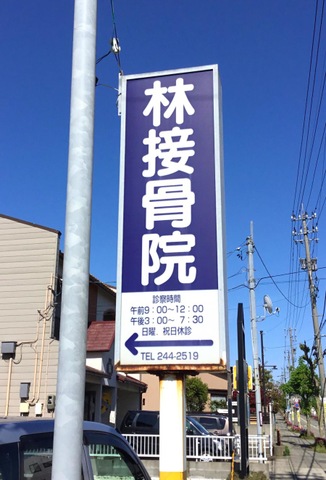 林接骨院
診察時間
午前9:00〜12:00
午後3:00〜 7:30
日曜、祝日休診
TEL 244-2519